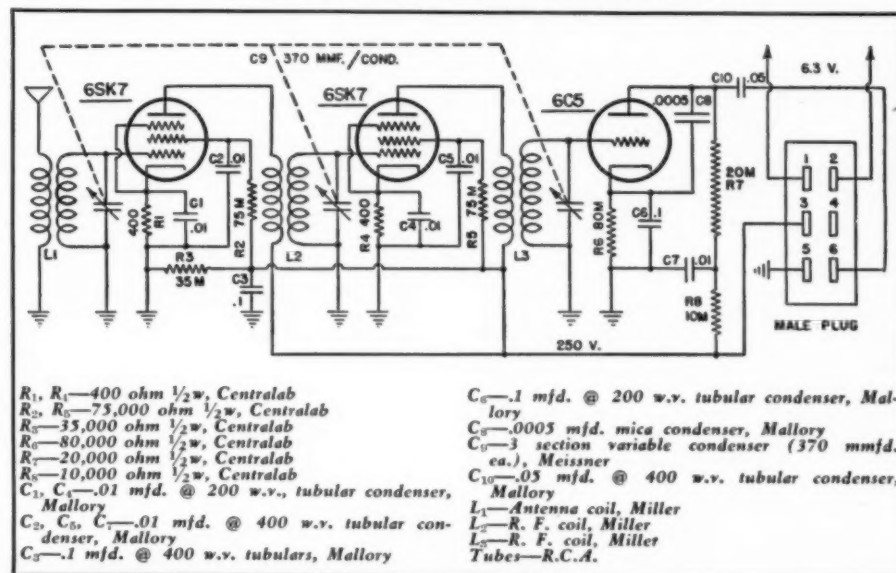 C9 370 MMF./COND.
6SK7
6SK7
6C5
.0005
C8
C10
.05
6.3 V.
C2
.01
C5
.01
20M
R7
1
2
3
4
5
6
400
R1
C1
.01
75M
R2
R4 400
C4
.01
75M
R5
R6 80M
C6
.1
L1
R3
35M
C3
.1
L2
L3
C7
.01
R8
10M
MALE PLUG
250 V.
R₁, R₄—400 ohm ½w, Centralab
R₂, R₅—75,000 ohm ½w, Centralab
R₃—35,000 ohm ½w, Centralab
R₆—80,000 ohm ½w, Centralab
R₇—20,000 ohm ½w, Centralab
R₈—10,000 ohm ½w, Centralab
C₁, C₄—.01 mfd. @ 200 w.v., tubular condenser,
Mallory
C₂, C₅, C₇—.01 mfd. @ 400 w.v. tubular con-
denser, Mallory
C₃—.1 mfd. @ 400 w.v. tubulars, Mallory
C₆—.1 mfd. @ 200 w.v. tubular condenser, Mal-
lory
C₈—.0005 mfd. mica condenser, Mallory
C₉—3 section variable condenser (370 mmfd.
ea.), Meissner
C₁₀—.05 mfd. @ 400 w.v. tubular condenser,
Mallory
L₁—Antenna coil, Miller
L₂—R. F. coil, Miller
L₃—R. F. coil, Miller
Tubes—R.C.A.